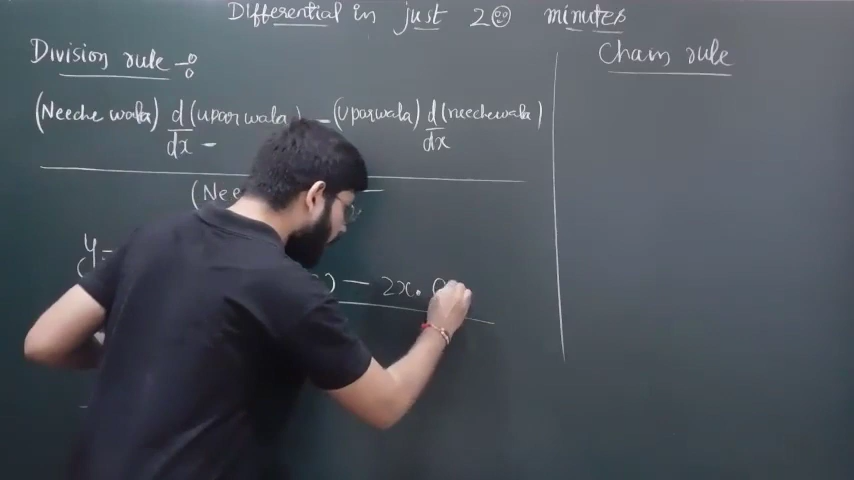 Differential in just 20 minutes
Division rule :-
(Neeche wala) d/dx (uparwala) - (Uparwala) d/dx (neechewala)
(Nee
y =
) - 2x.
Chain rule